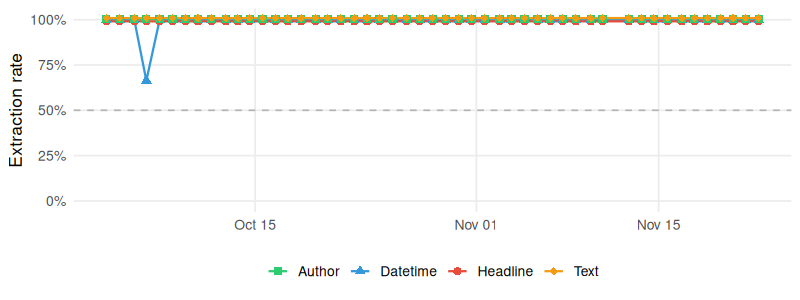 100%
75%
50%
25%
0%
Extraction rate
Oct 15
Nov 01
Nov 15
Author
Datetime
Headline
Text